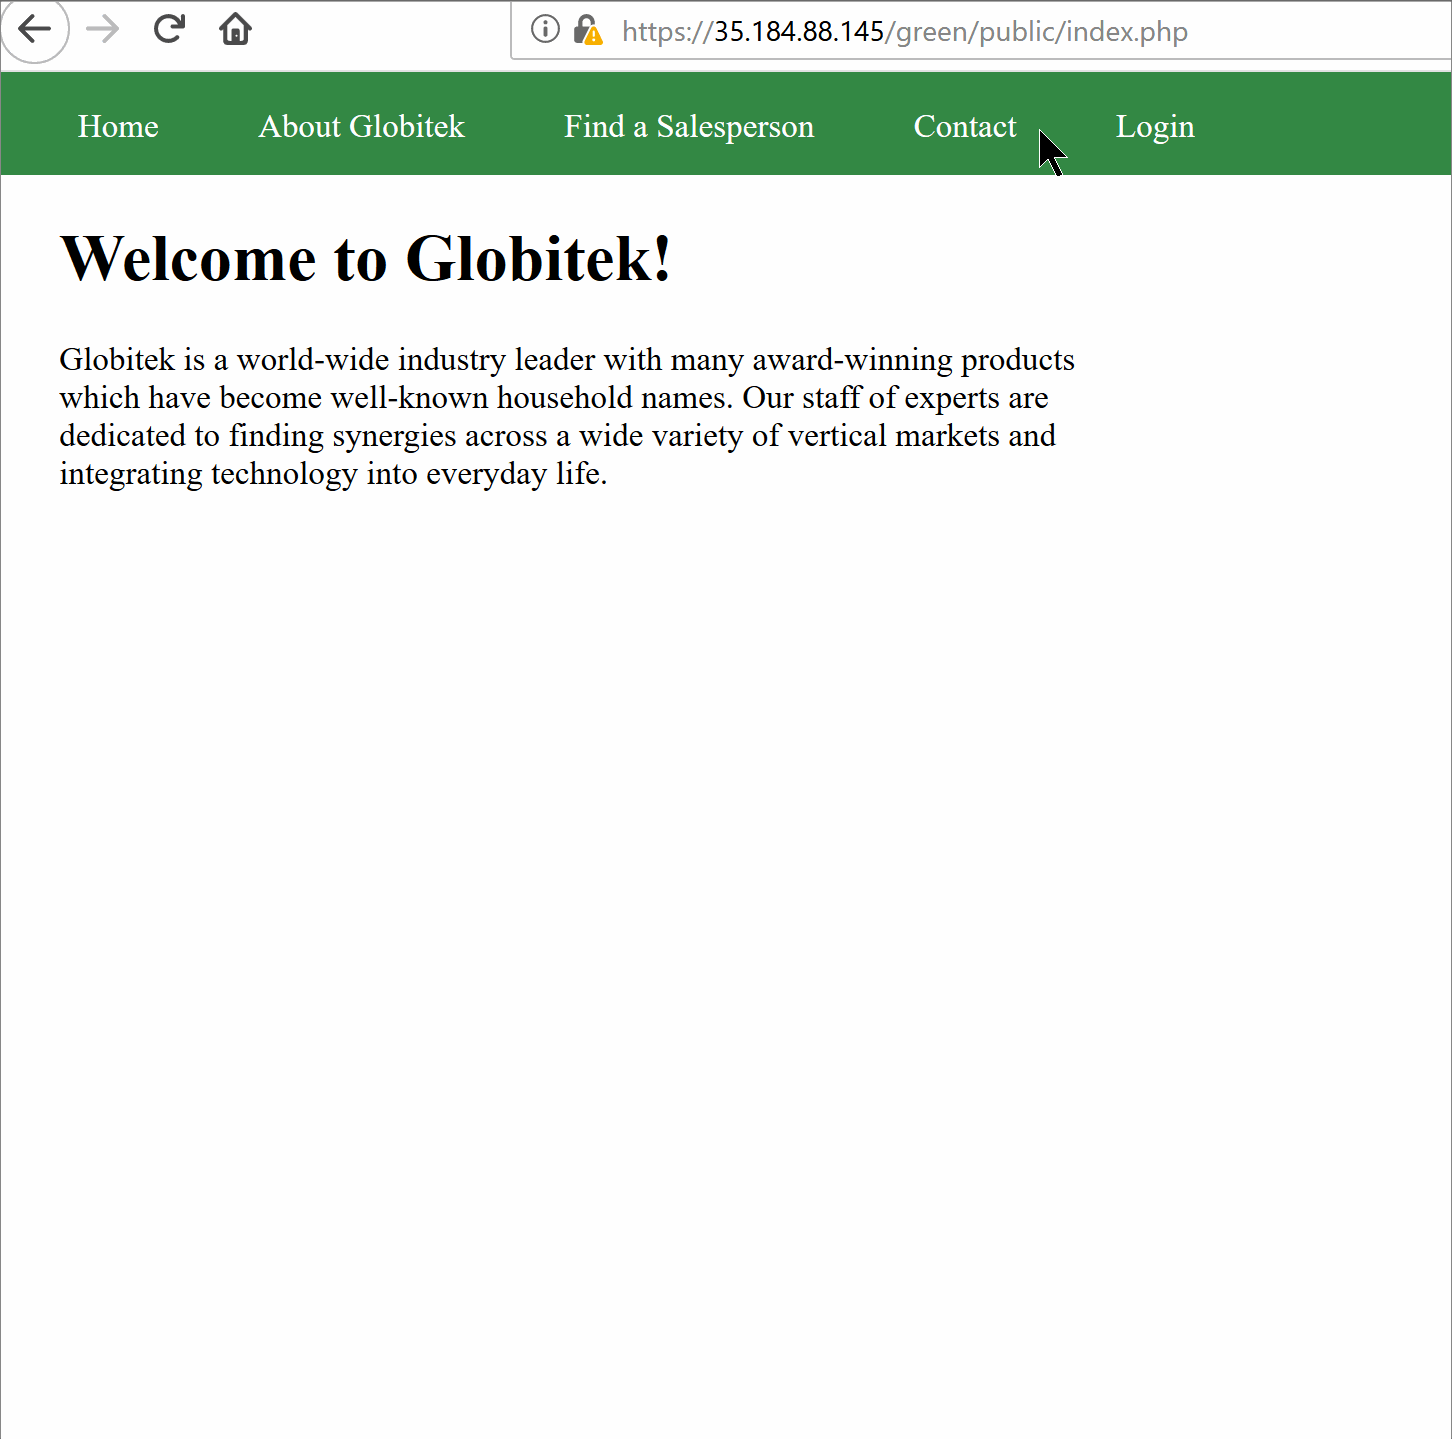 https://35.184.88.145/green/public/index.php
Home About Globitek Find a Salesperson Contact Login
Welcome to Globitek!
Globitek is a world-wide industry leader with many award-winning products
which have become well-known household names. Our staff of experts are
dedicated to finding synergies across a wide variety of vertical markets and
integrating technology into everyday life.